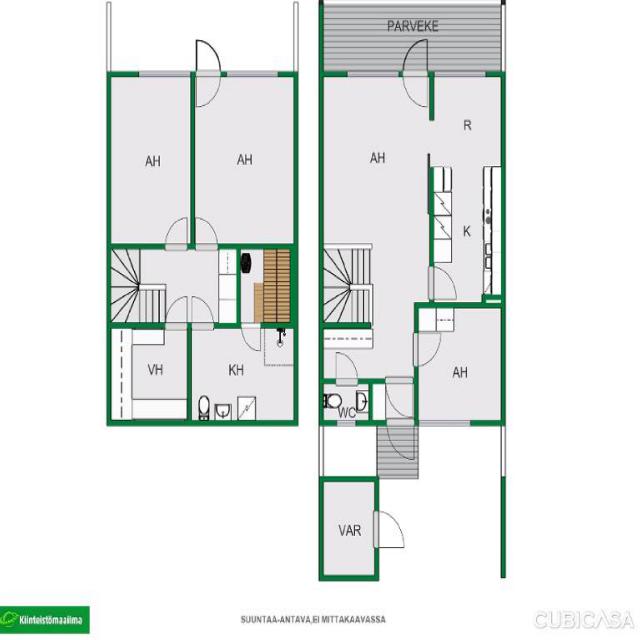 PARVEKE
AH
AH
AH
R
K
VH
KH
AH
WC
VAR
Kiinteistömaailma
SUUNTAA-ANTAVA,EI MITTAKAAVASSA
CUBICASA